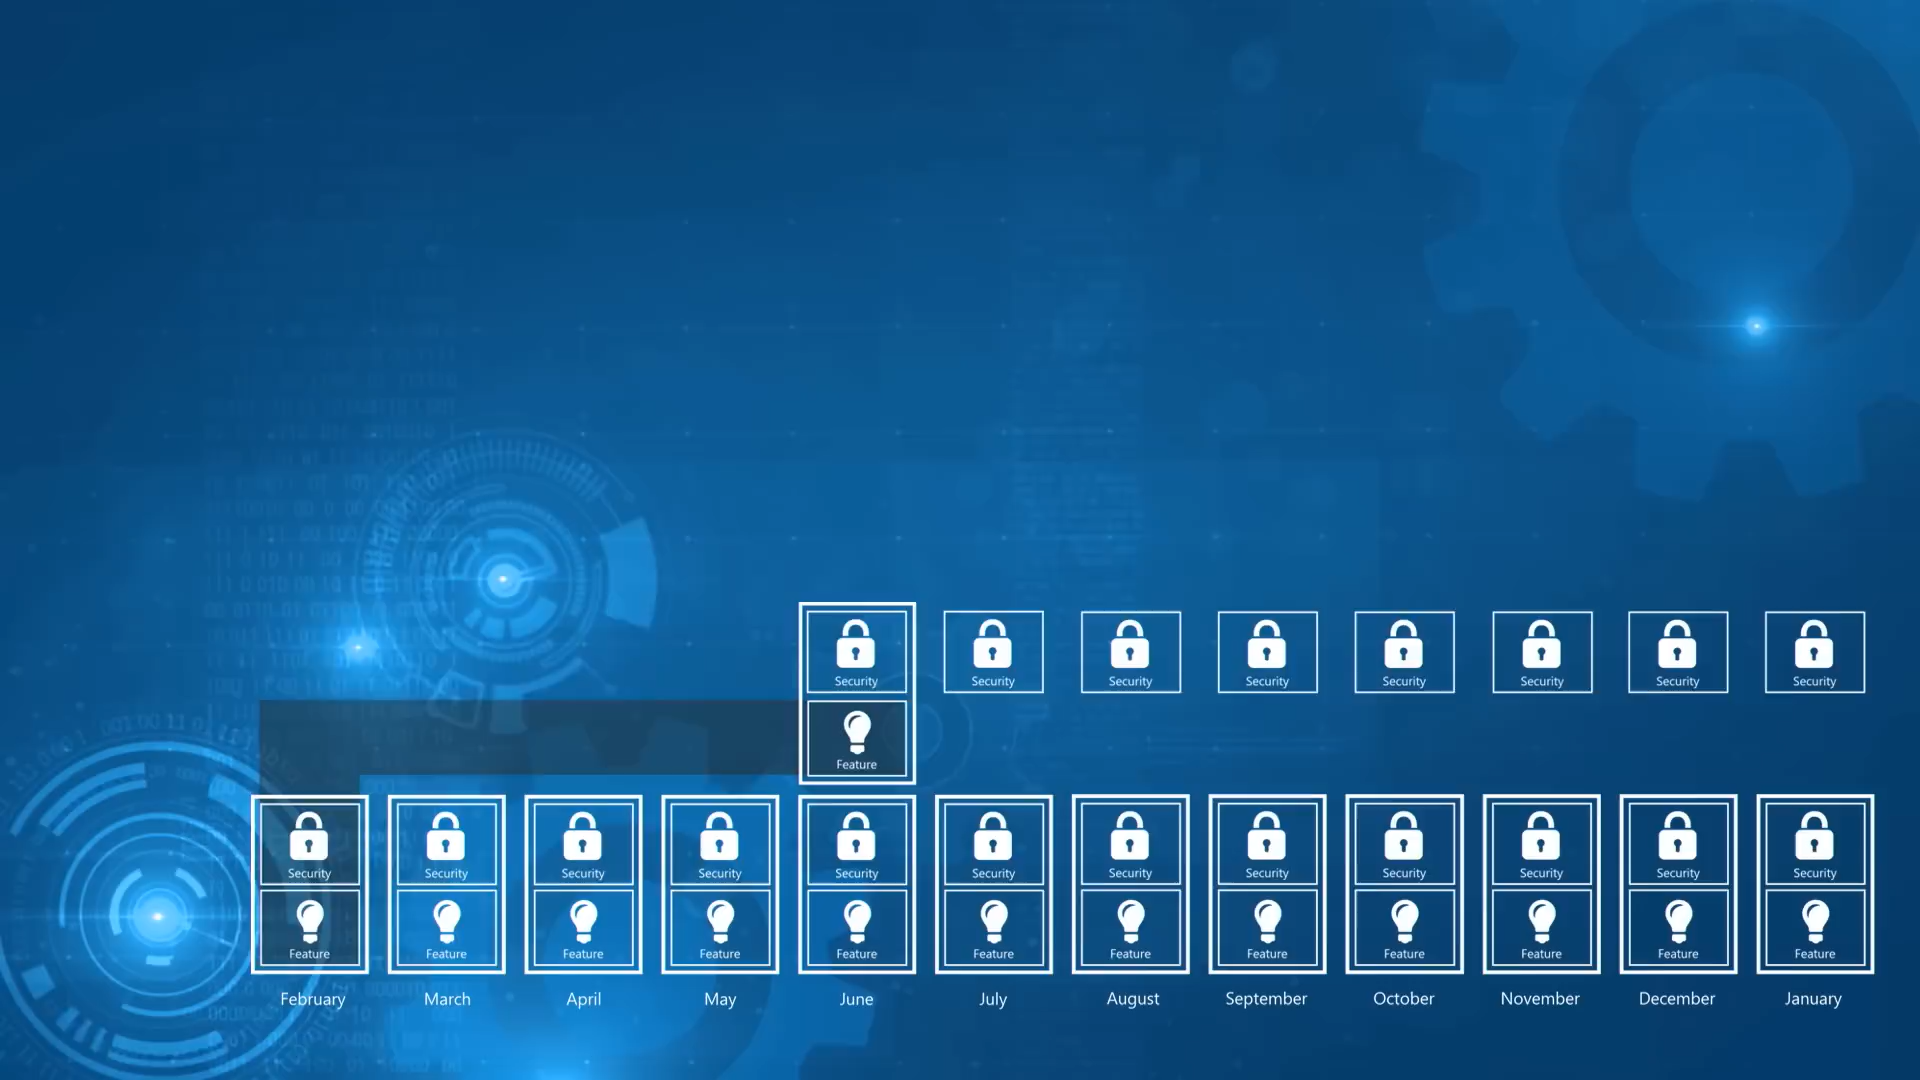 Security Security Security Security Security Security Security Security
Feature
Security Security Security Security Security Security Security Security Security Security Security Security
Feature Feature Feature Feature Feature Feature Feature Feature Feature Feature Feature Feature
February March April May June July August September October November December January